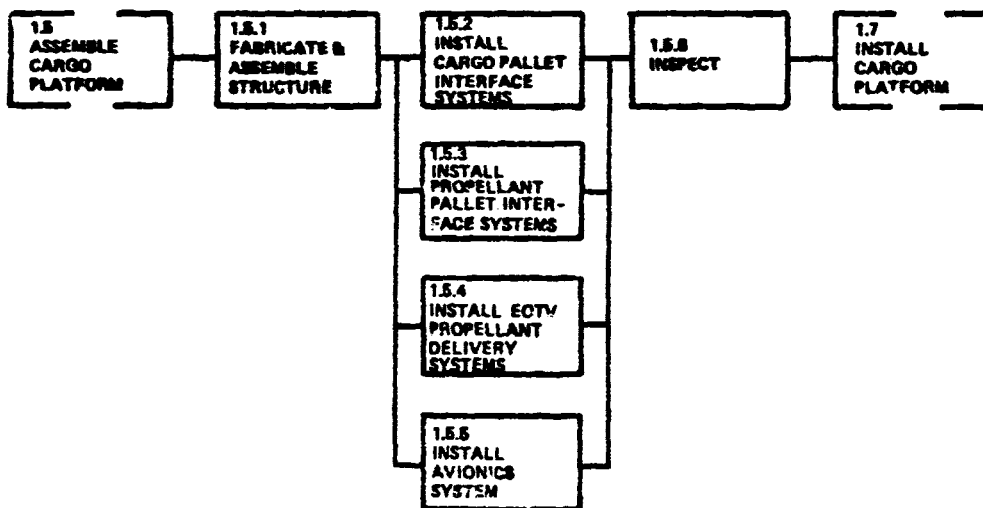 1.5
ASSEMBLE
CARGO
PLATFORM
1.5.1
FABRICATE &
ASSEMBLE
STRUCTURE
1.5.2
INSTALL
CARGO PALLET
INTERFACE
SYSTEMS
1.5.6
INSPECT
1.7
INSTALL
CARGO
PLATFORM
1.5.3
INSTALL
PROPELLANT
PALLET INTER-
FACE SYSTEMS
1.5.4
INSTALL EOTV
PROPELLANT
DELIVERY
SYSTEMS
1.5.5
INSTALL
AVIONICS
SYSTEM